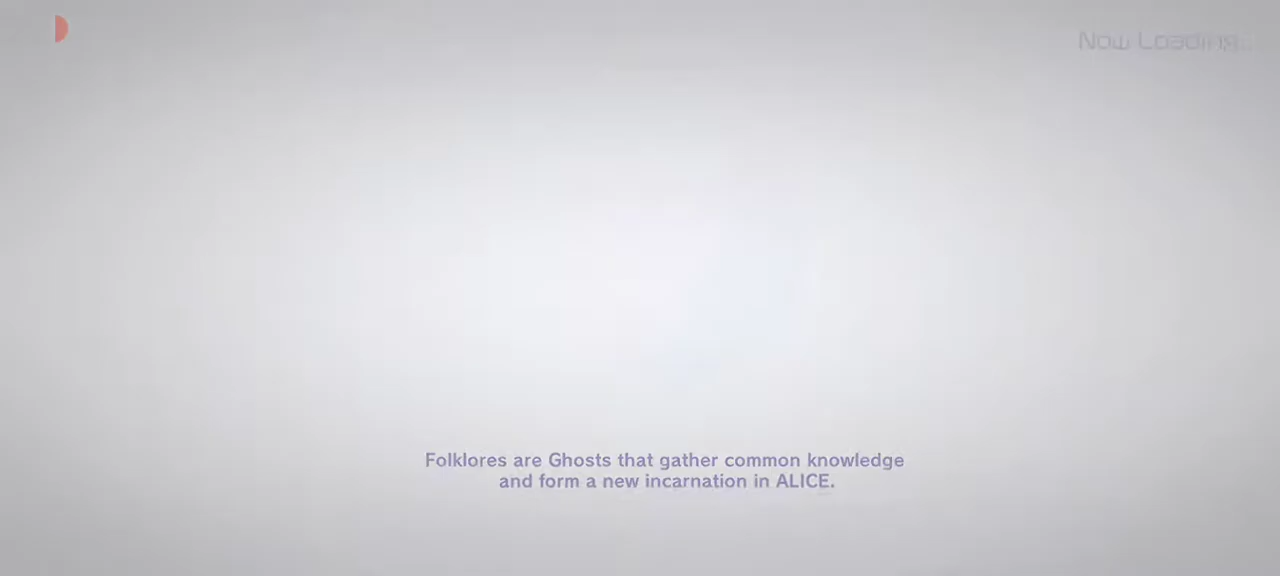 Now Loading...
Folklores are Ghosts that gather common knowledge
and form a new incarnation in ALICE.